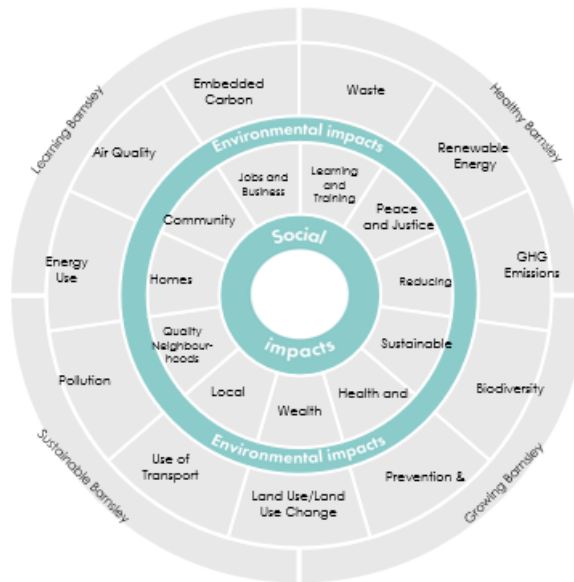 Learning Barnsley
Healthy Barnsley
Embedded
Carbon
Waste
Environmental impacts
Air Quality
Renewable
Energy
Jobs and
Business
Learning
and
Training
Community
Peace
and Justice
Social
Energy
Use
Homes
Reducing
GHG
Emissions
Quality
Neighbour-
hoods
impacts
Sustainable
Pollution
Local
Wealth
Health and
Biodiversity
Environmental impacts
Use of
Transport
Land Use/Land
Use Change
Prevention &
Sustainable Barnsley
Growing Barnsley